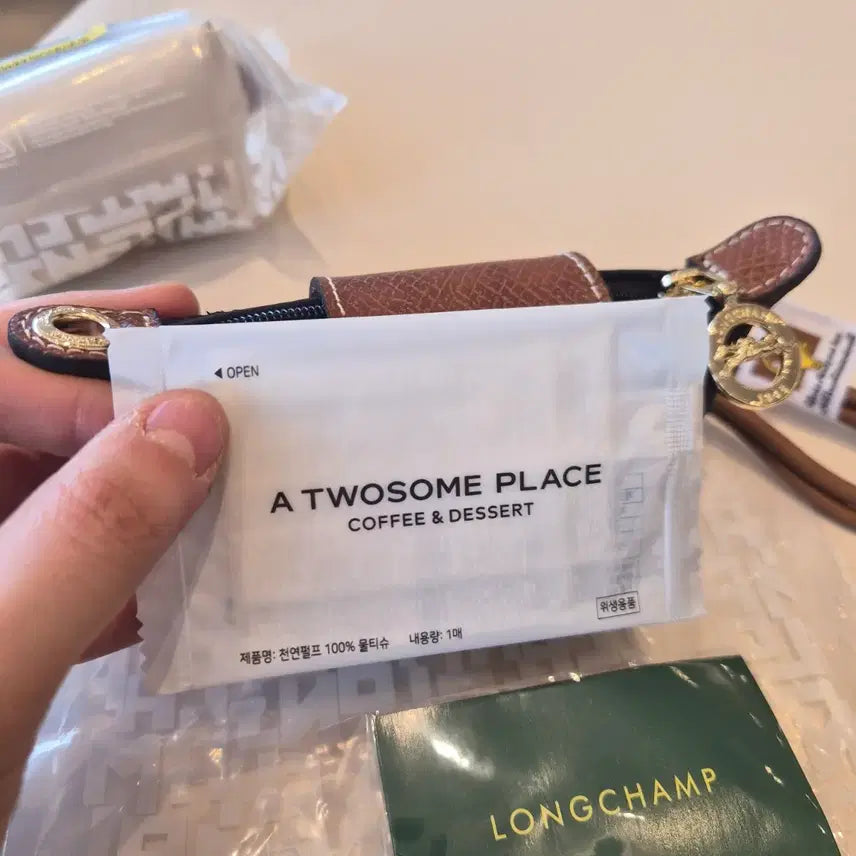 ◀ OPEN
A TWOSOME PLACE
COFFEE & DESSERT
위생용품
제품명: 천연펄프 100% 물티슈 내용량: 1매
LONGCHAMP